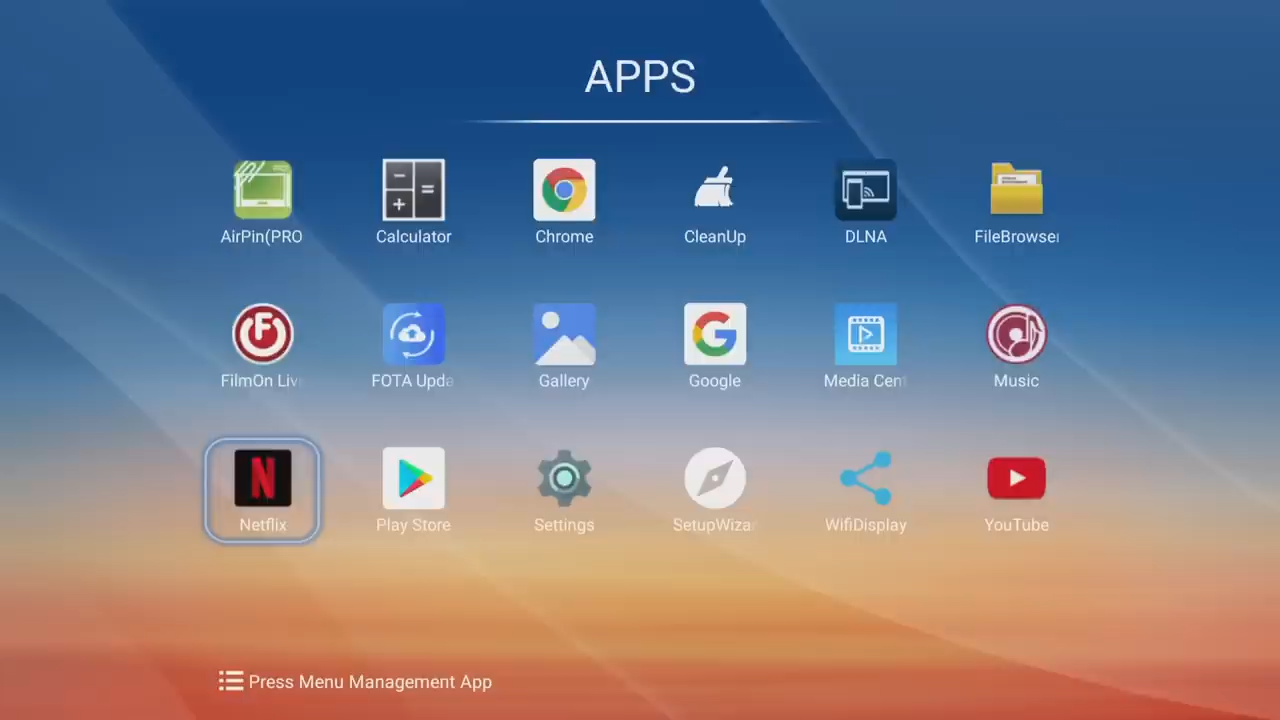 APPS
AirPin(PRO
Calculator
Chrome
CleanUp
DLNA
FileBrowser
FilmOn Liv
FOTA Upda
Gallery
Google
Media Cent
Music
Netflix
Play Store
Settings
SetupWizar
WifiDisplay
YouTube
Press Menu Management App